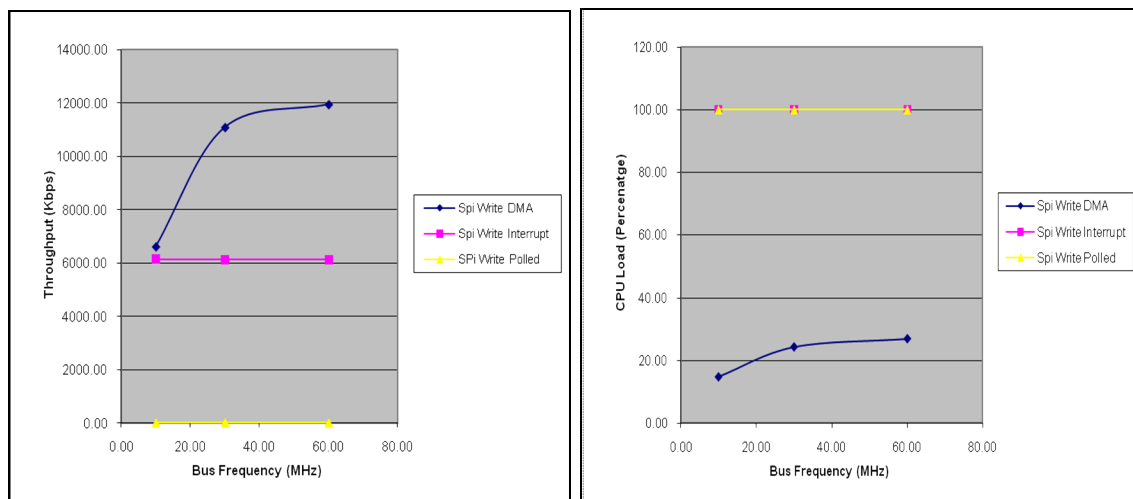 14000.00
12000.00
10000.00
8000.00
6000.00
4000.00
2000.00
0.00
Throughput (Kbps)
0.00 20.00 40.00 60.00 80.00
Bus Frequency (MHz)
Spi Write DMA
Spi Write Interrupt
SPi Write Polled
120.00
100.00
80.00
60.00
40.00
20.00
0.00
CPU Load (Percenatge)
0.00 20.00 40.00 60.00 80.00
Bus Frequency (MHz)
Spi Write DMA
Spi Write Interrupt
Spi Write Polled